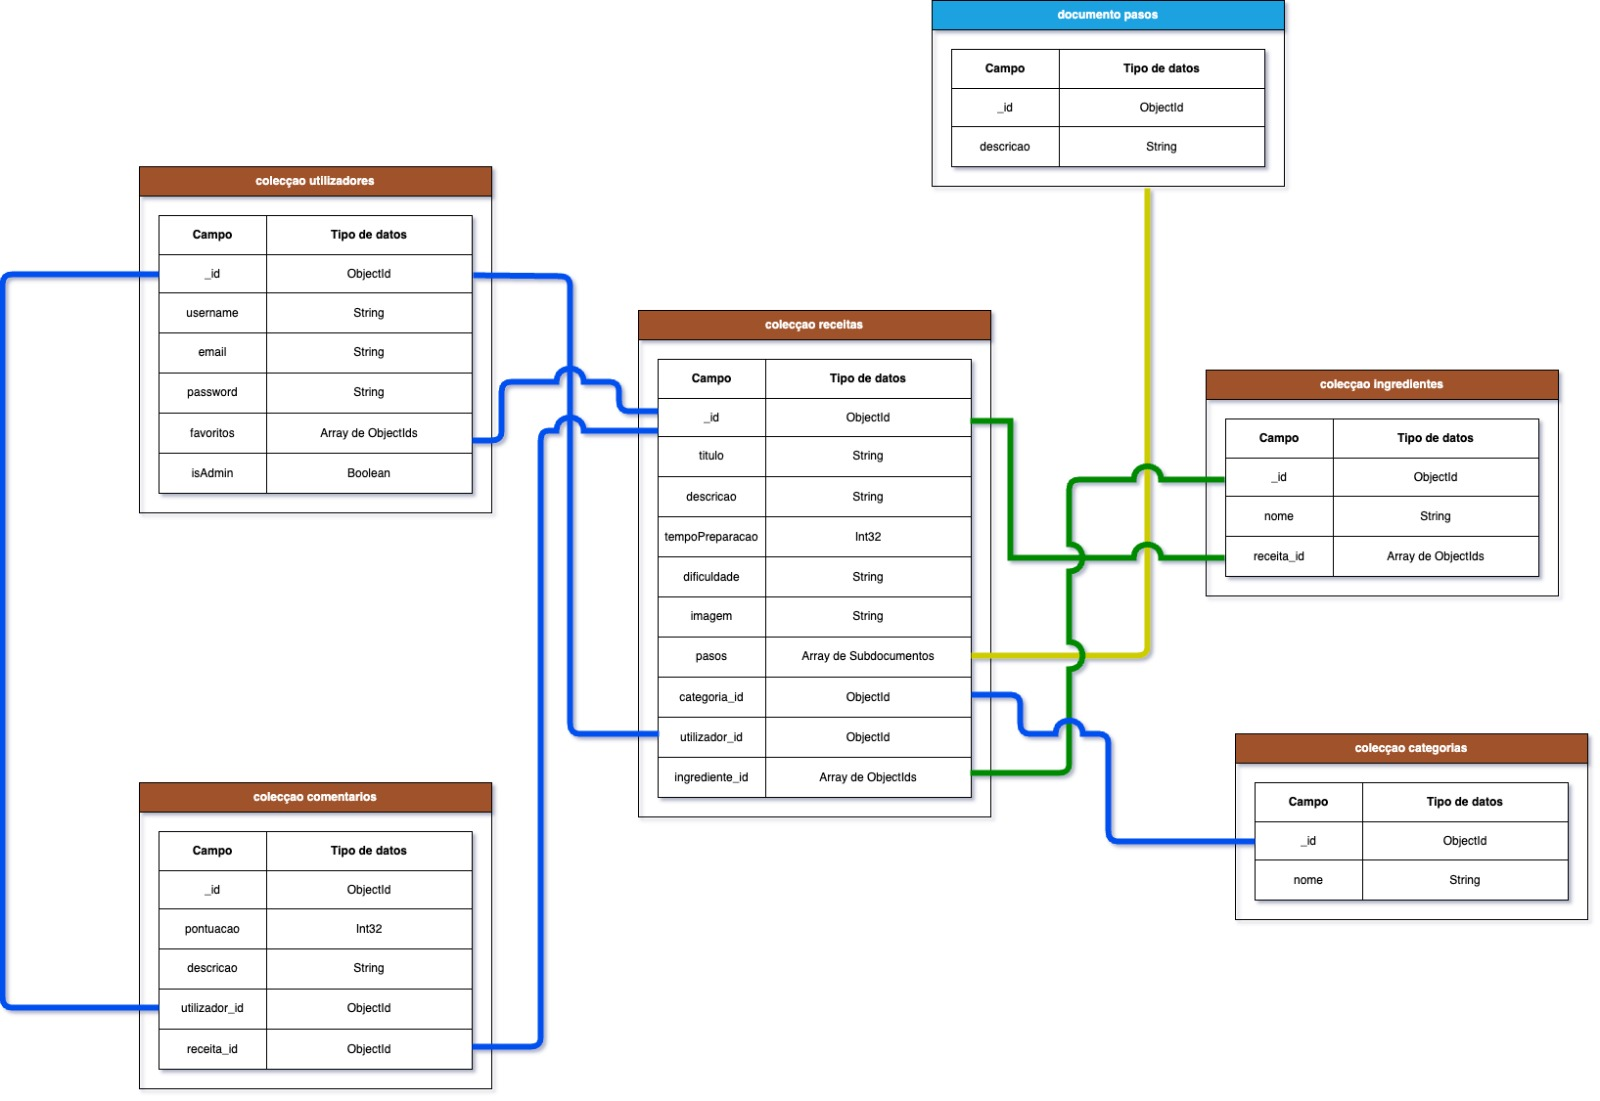 documento pasos
Campo Tipo de datos
_id ObjectId
descricao String
colecçao utilizadores
Campo Tipo de datos
_id ObjectId
username String
email String
password String
favoritos Array de ObjectIds
isAdmin Boolean
colecçao receitas
Campo Tipo de datos
_id ObjectId
titulo String
descricao String
tempoPreparacao Int32
dificuldade String
imagem String
pasos Array de Subdocumentos
categoria_id ObjectId
utilizador_id ObjectId
ingrediente_id Array de ObjectIds
colecçao ingredientes
Campo Tipo de datos
_id ObjectId
nome String
receita_id Array de ObjectIds
colecçao categorias
Campo Tipo de datos
_id ObjectId
nome String
colecçao comentarios
Campo Tipo de datos
_id ObjectId
pontuacao Int32
descricao String
utilizador_id ObjectId
receita_id ObjectId